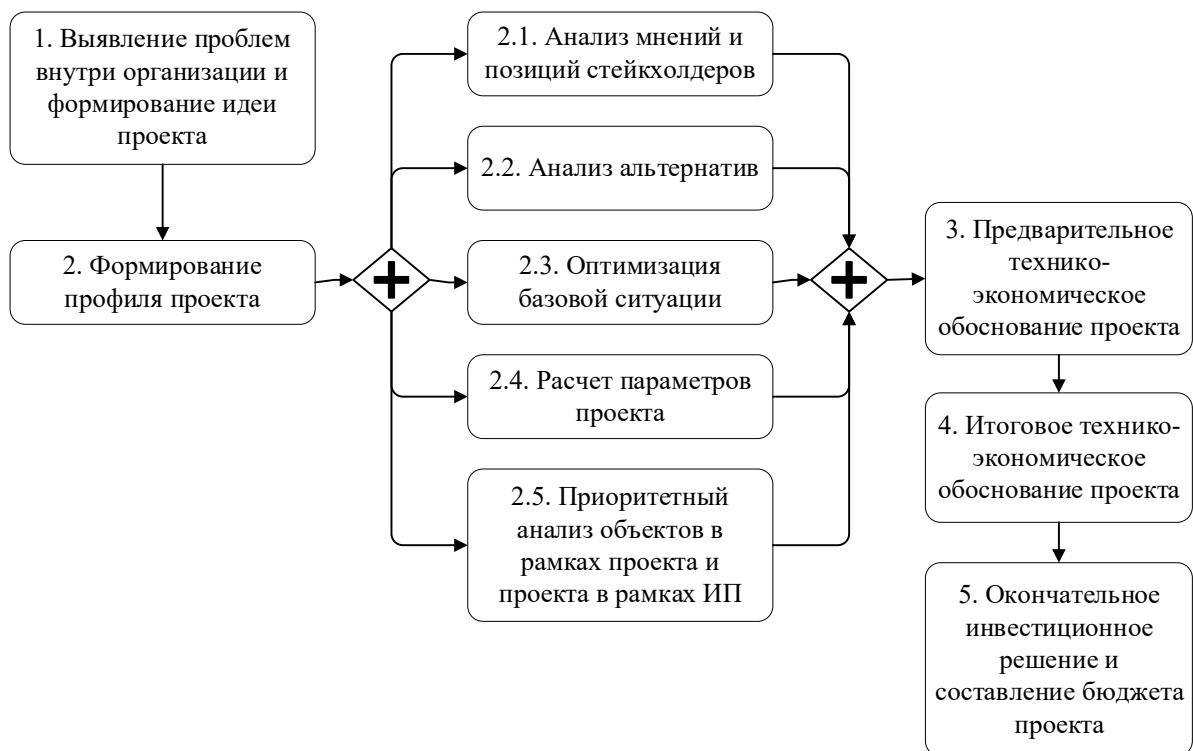 1. Выявление проблем
внутри организации и
формирование идеи
проекта
2. Формирование
профиля проекта
2.1. Анализ мнений и
позиций стейкхолдеров
2.2. Анализ альтернатив
2.3. Оптимизация
базовой ситуации
2.4. Расчет параметров
проекта
2.5. Приоритетный
анализ объектов в
рамках проекта и
проекта в рамках ИП
3. Предварительное
технико-
экономическое
обоснование проекта
4. Итоговое технико-
экономическое
обоснование проекта
5. Окончательное
инвестиционное
решение и
составление бюджета
проекта